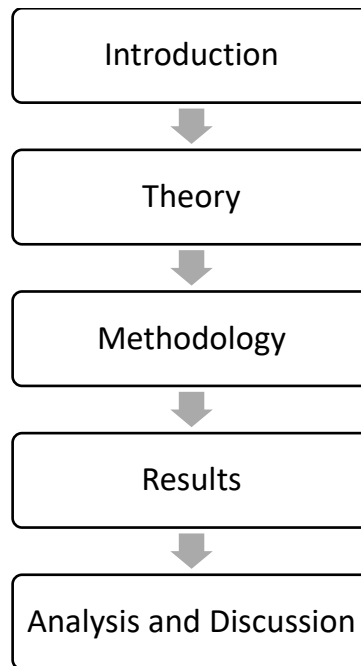 Introduction
Theory
Methodology
Results
Analysis and Discussion